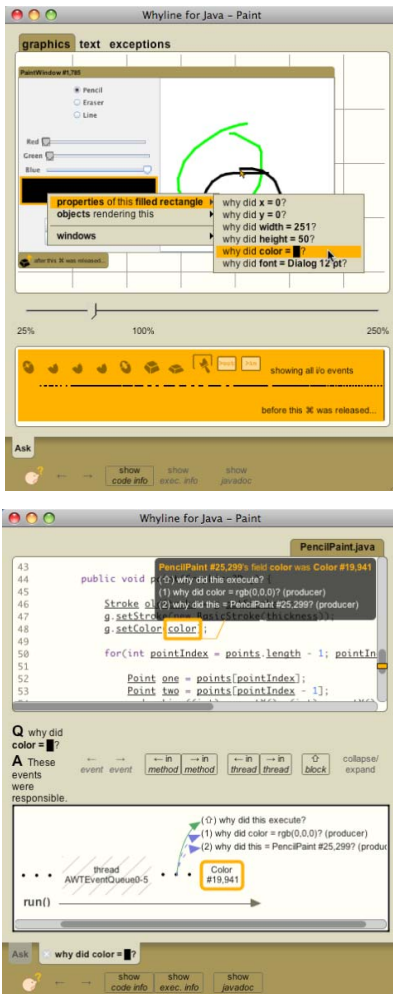 Whyline for Java – Paint
graphics text exceptions
PaintWindow #1,785
Pencil
Eraser
Line
Red
Green
Blue
properties of this filled rectangle
objects rendering this
windows
why did x = 0?
why did y = 0?
why did width = 251?
why did height = 50?
why did color = ?
why did font = Dialog 12 pt?
after this ⌘ was released...
25% 100% 250%
showing all i/o events
before this ⌘ was released...
Ask
← → show code info show exec. info show javadoc
Whyline for Java – Paint
PencilPaint.java
PencilPaint #25,299's field color was Color #19,941
(⇧) why did this execute?
(1) why did color = rgb(0,0,0)? (producer)
(2) why did this = PencilPaint #25,299? (producer)
43
44 public void
45
46 Stroke
47 g.setStroke(new BasicStroke(thickness));
48 g.setColor(color);
49
50 for(int pointIndex = points.length - 1; pointIn
51
52 Point one = points[pointIndex];
53 Point two = points[pointIndex - 1];
Q why did
color = ?
A These
events
were
responsible.
← event → event ← in method → in method ← in thread → in thread ⇧ block collapse/ expand
(⇧) why did this execute?
(1) why did color = rgb(0,0,0)? (producer)
(2) why did this = PencilPaint #25,299? (produc
thread
AWTEventQueue0-5
Color
#19,941
run()
Ask why did color = ?
← → show code info show exec. info show javadoc